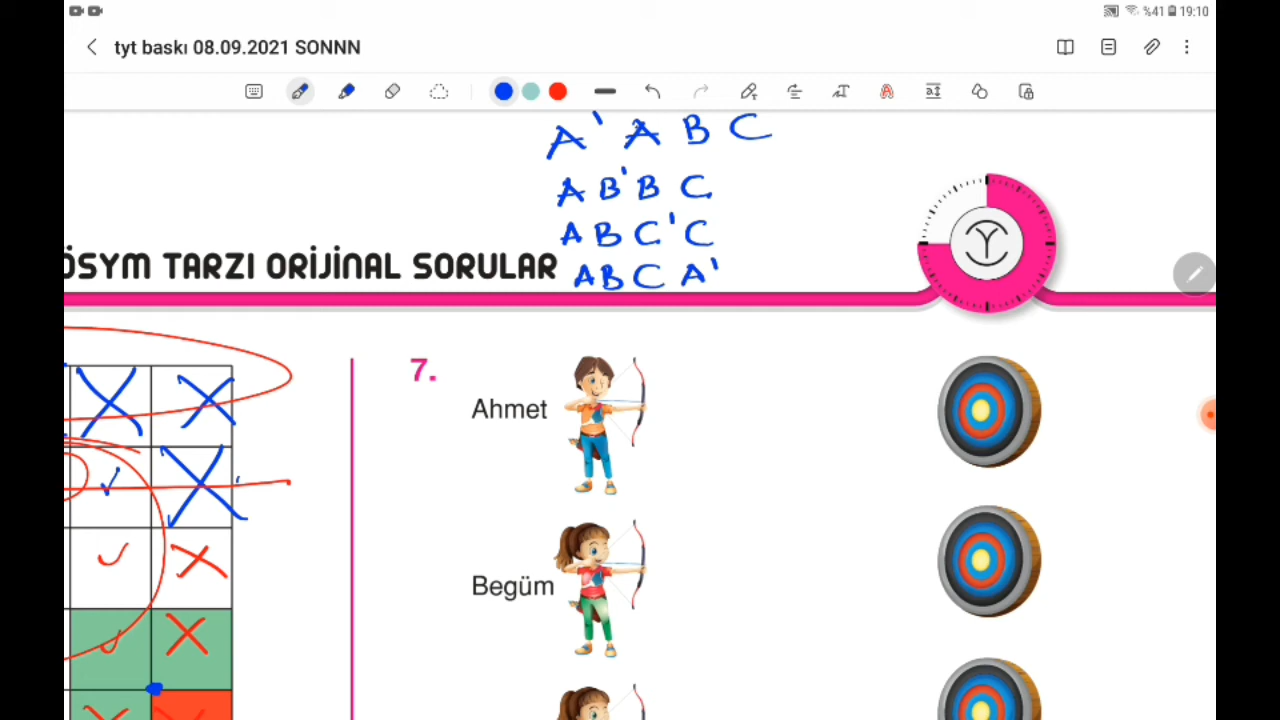 %41 19:10
tyt baskı 08.09.2021 SONNN
A' A B C
A B' B C
A B C' C
A B C A'
ÖSYM TARZI ORİJİNAL SORULAR
7.
Ahmet
Begüm